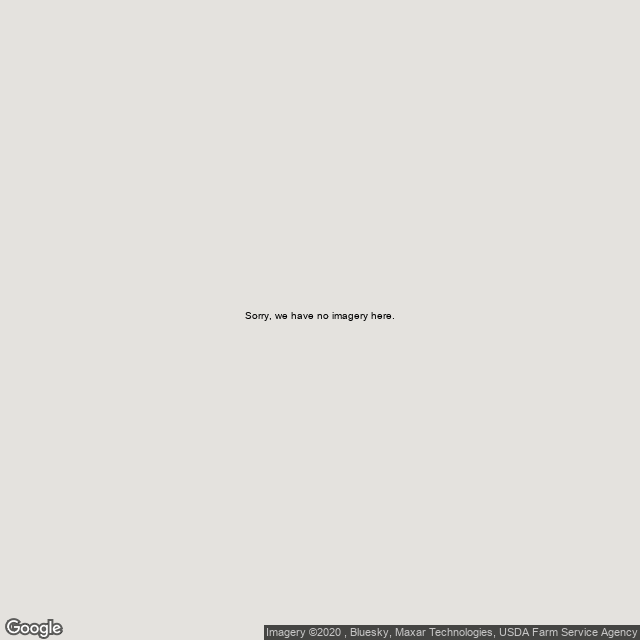 Sorry, we have no imagery here.
Google
Imagery ©2020 , Bluesky, Maxar Technologies, USDA Farm Service Agency